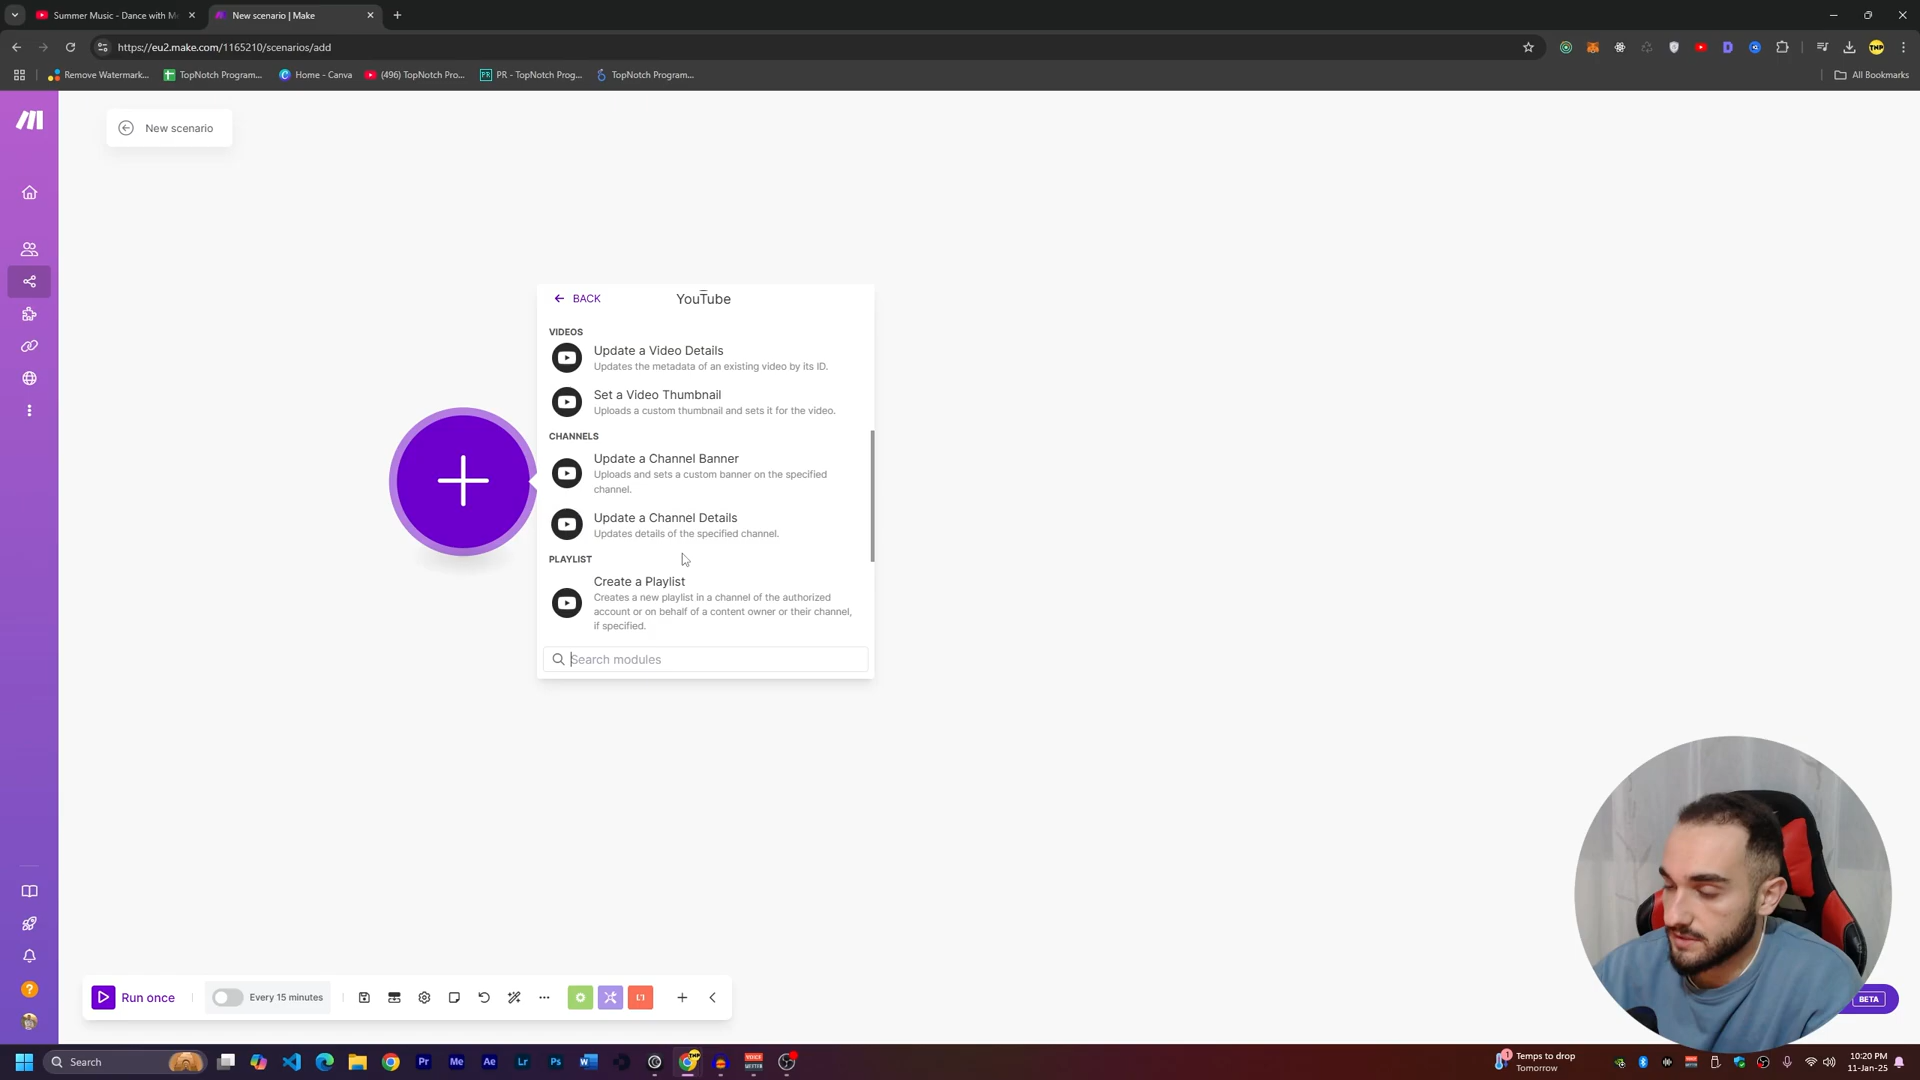 Summer Music - Dance with M
New scenario | Make
https://eu2.make.com/1165210/scenarios/add
Remove Watermark...
TopNotch Program...
Home - Canva
(496) TopNotch Pro...
PR - TopNotch Prog...
TopNotch Program...
All Bookmarks
New scenario
BACK
YouTube
VIDEOS
Update a Video Details
Updates the metadata of an existing video by its ID.
Set a Video Thumbnail
Uploads a custom thumbnail and sets it for the video.
CHANNELS
Update a Channel Banner
Uploads and sets a custom banner on the specified
channel.
Update a Channel Details
Updates details of the specified channel.
PLAYLIST
Create a Playlist
Creates a new playlist in a channel of the authorized
account or on behalf of a content owner or their channel,
if specified.
Search modules
Run once
Every 15 minutes
BETA
Search
Temps to drop
Tomorrow
10:20 PM
11-Jan-25